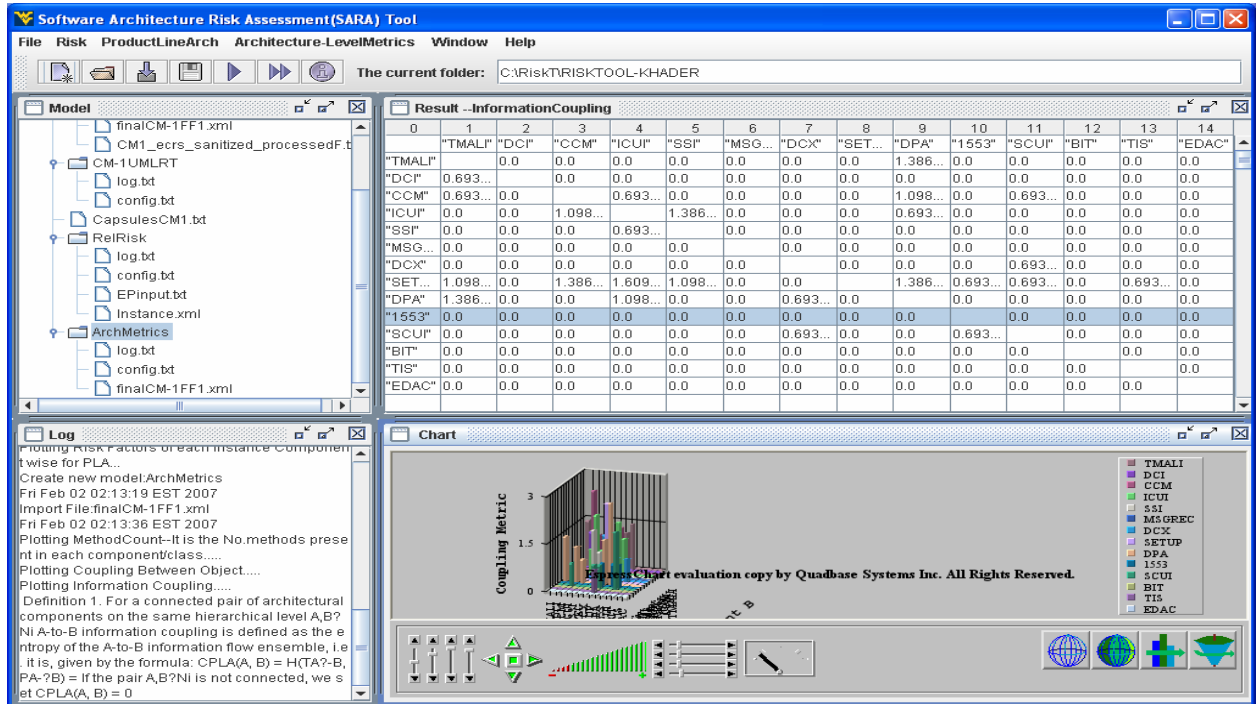 Software Architecture Risk Assessment(SARA) Tool
File Risk ProductLineArch Architecture-LevelMetrics Window Help
The current folder: C:\RiskT\RISKTOOL-KHADER
Model
finalCM-1FF1.xml
CM1_ecrs_sanitized_processedF.t
CM-1UMLRT
log.txt
config.txt
CapsulesCM1.txt
RelRisk
log.txt
config.txt
EPinput.txt
Instance.xml
ArchMetrics
log.txt
config.txt
finalCM-1FF1.xml
Result --InformationCoupling
0 1 2 3 4 5 6 7 8 9 10 11 12 13 14
"TMALI" "DCI" "CCM" "ICUI" "SSI" "MSG... "DCX" "SET... "DPA" "1553" "SCUI" "BIT" "TIS" "EDAC"
"TMALI" 0.0 0.0 0.0 0.0 0.0 0.0 0.0 1.386... 0.0 0.0 0.0 0.0 0.0
"DCI" 0.693... 0.0 0.0 0.0 0.0 0.0 0.0 0.0 0.0 0.0 0.0 0.0 0.0
"CCM" 0.693... 0.0 0.693... 0.0 0.0 0.0 0.0 1.098... 0.0 0.693... 0.0 0.0 0.0
"ICUI" 0.0 0.0 1.098... 1.386... 0.0 0.0 0.0 0.693... 0.0 0.0 0.0 0.0 0.0
"SSI" 0.0 0.0 0.0 0.693... 0.0 0.0 0.0 0.0 0.0 0.0 0.0 0.0 0.0
"MSG... 0.0 0.0 0.0 0.0 0.0 0.0 0.0 0.0 0.0 0.0 0.0 0.0 0.0
"DCX" 0.0 0.0 0.0 0.0 0.0 0.0 0.0 0.0 0.0 0.693... 0.0 0.0 0.0
"SET... 1.098... 0.0 1.386... 1.609... 1.098... 0.0 0.0 1.386... 0.693... 0.693... 0.0 0.693... 0.0
"DPA" 1.386... 0.0 0.0 1.098... 0.0 0.0 0.693... 0.0 0.0 0.0 0.0 0.0 0.0
"1553" 0.0 0.0 0.0 0.0 0.0 0.0 0.0 0.0 0.0 0.0 0.0 0.0 0.0
"SCUI" 0.0 0.0 0.0 0.0 0.0 0.0 0.693... 0.0 0.0 0.693... 0.0 0.0 0.0
"BIT" 0.0 0.0 0.0 0.0 0.0 0.0 0.0 0.0 0.0 0.0 0.0 0.0 0.0
"TIS" 0.0 0.0 0.0 0.0 0.0 0.0 0.0 0.0 0.0 0.0 0.0 0.0 0.0
"EDAC" 0.0 0.0 0.0 0.0 0.0 0.0 0.0 0.0 0.0 0.0 0.0 0.0 0.0
Log
Plotting Risk Factors of each Instance Componen
t wise for PLA...
Create new model:ArchMetrics
Fri Feb 02 02:13:19 EST 2007
Import File:finalCM-1FF1.xml
Fri Feb 02 02:13:36 EST 2007
Plotting MethodCount--It is the No.methods prese
nt in each component/class.....
Plotting Coupling Between Object.....
Plotting Information Coupling.....
Definition 1. For a connected pair of architectural
components on the same hierarchical level A,B?
Ni A-to-B information coupling is defined as the e
ntropy of the A-to-B information flow ensemble, i.e
. it is, given by the formula: CPLA(A, B) = H(TA?-B,
PA-?B) = If the pair A,B?Ni is not connected, we s
et CPLA(A, B) = 0
Chart
Coupling Metric
3
1.5
0
ExpressChart evaluation copy by Quadbase Systems Inc. All Rights Reserved.
TMALI
DCI
CCM
ICUI
SSI
MSGREC
DCX
SETUP
DPA
1553
SCUI
BIT
TIS
EDAC